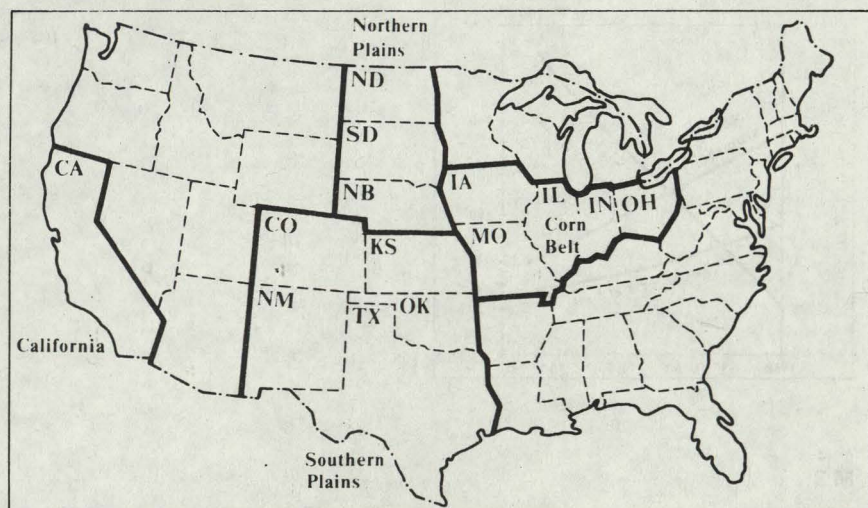 Northern
Plains
ND
SD
NB
CA
IA
IL
IN
OH
CO
KS
MO
Corn
Belt
NM
TX
OK
California
Southern
Plains